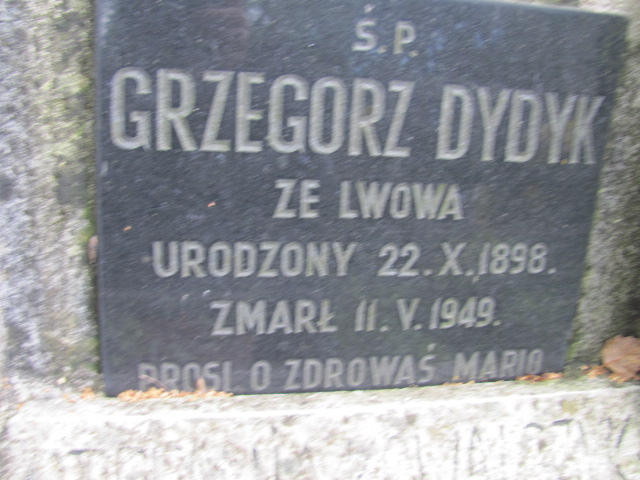 Ś.P.
GRZEGORZ DYDYK
ZE LWOWA
URODZONY 22.X.1898.
ZMARŁ 11.V.1949.
PROSI O ZDROWAŚ MARIO